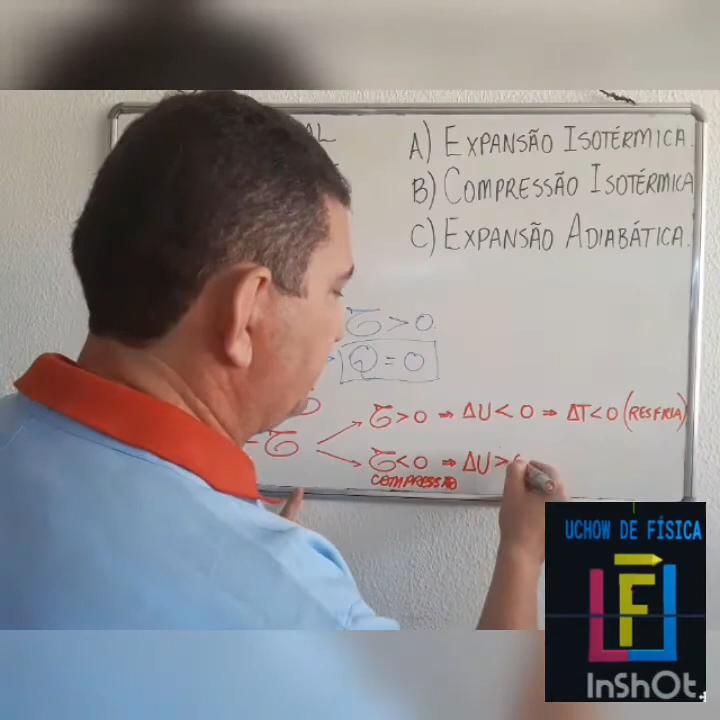 A) EXPANSÃO ISOTÉRMICA.
B) COMPRESSÃO ISOTÉRMICA
C) EXPANSÃO ADIABÁTICA.
𝒢 > 0.
Q = 0
𝒢 > 0 ⇒ ΔU < 0 ⇒ ΔT < 0 (RESFRIA)
𝒢
𝒢 < 0 ⇒ ΔU >
COMPRESSÃO
UCHOW DE FÍSICA
UF
InShOt